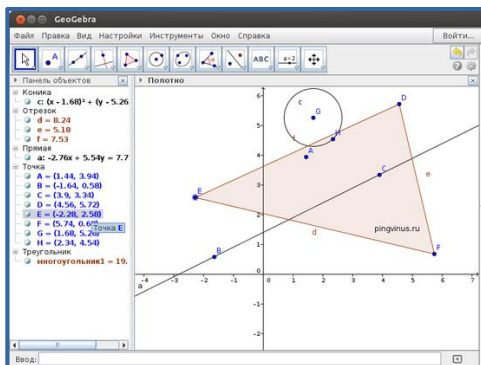 GeoGebra
Файл Правка Вид Настройки Инструменты Окно Справка
Войти...
ABC
a=2
Панель объектов
Полотно
Коника
c: (x - 1.68)² + (y - 5.26
Отрезок
d = 8.24
e = 5.18
f = 7.53
Прямая
a: -2.76x + 5.54y = 7.7
Точка
A = (1.44, 3.94)
B = (-1.64, 0.58)
C = (3.9, 3.34)
D = (4.56, 5.72)
E = (-2.28, 2.58)
F = (5.74, 0.6
Точка E
G = (1.68, 5.26)
H = (2.34, 4.54)
Треугольник
многоугольник1 = 19.
6
5
4
3
2
1
0
-1
-2
-4
-3
-2
-1
0
1
2
3
4
5
6
7
c
G
H
f
A
D
C
E
e
d
B
F
a
pingvinus.ru
Ввод: